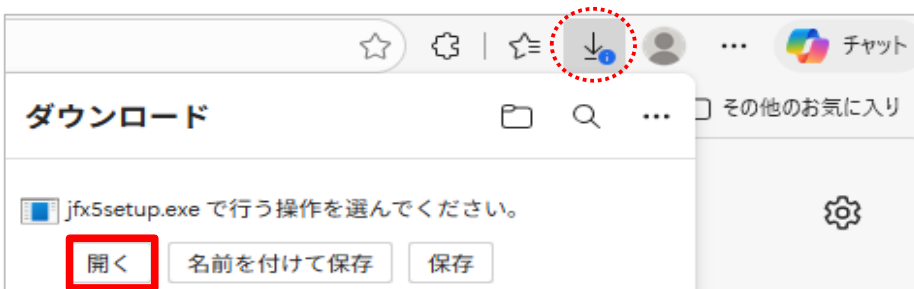 チャット
ダウンロード
その他のお気に入り
jfx5setup.exe で行う操作を選んでください。
開く
名前を付けて保存
保存